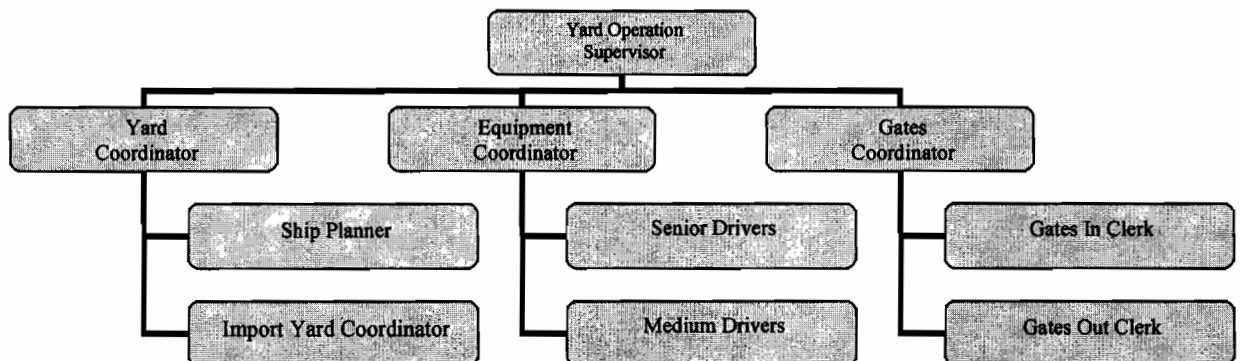 Yard Operation
Supervisor
Yard
Coordinator
Equipment
Coordinator
Gates
Coordinator
Ship Planner
Senior Drivers
Gates In Clerk
Import Yard Coordinator
Medium Drivers
Gates Out Clerk